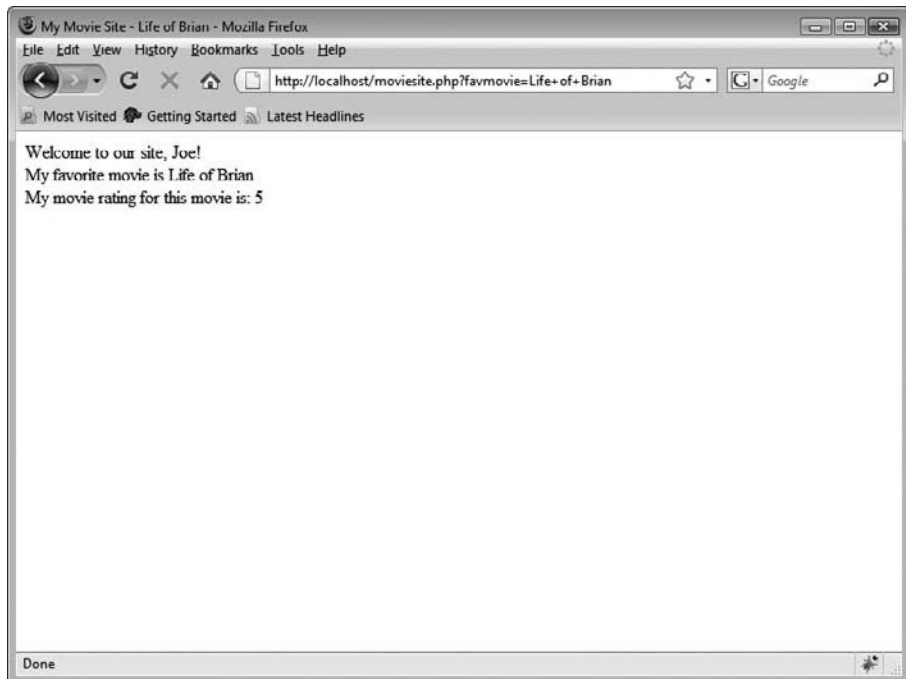 My Movie Site - Life of Brian - Mozilla Firefox
File Edit View History Bookmarks Tools Help
http://localhost/moviesite.php?favmovie=Life+of+Brian
G Google
Most Visited Getting Started Latest Headlines
Welcome to our site, Joe!
My favorite movie is Life of Brian
My movie rating for this movie is: 5
Done